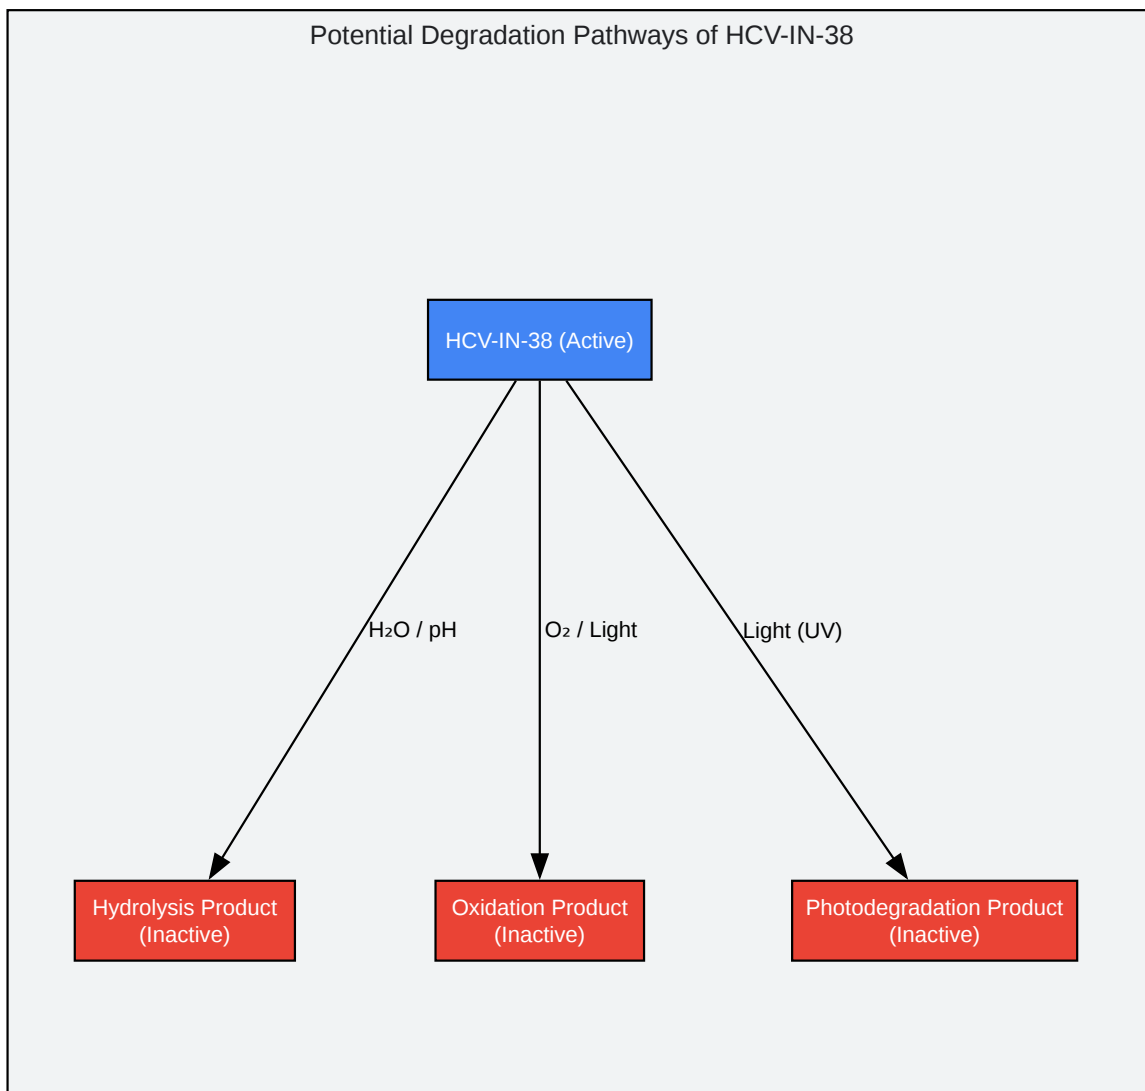 Potential Degradation Pathways of HCV-IN-38
HCV-IN-38 (Active)
H₂O / pH
O₂ / Light
Light (UV)
Hydrolysis Product
(Inactive)
Oxidation Product
(Inactive)
Photodegradation Product
(Inactive)